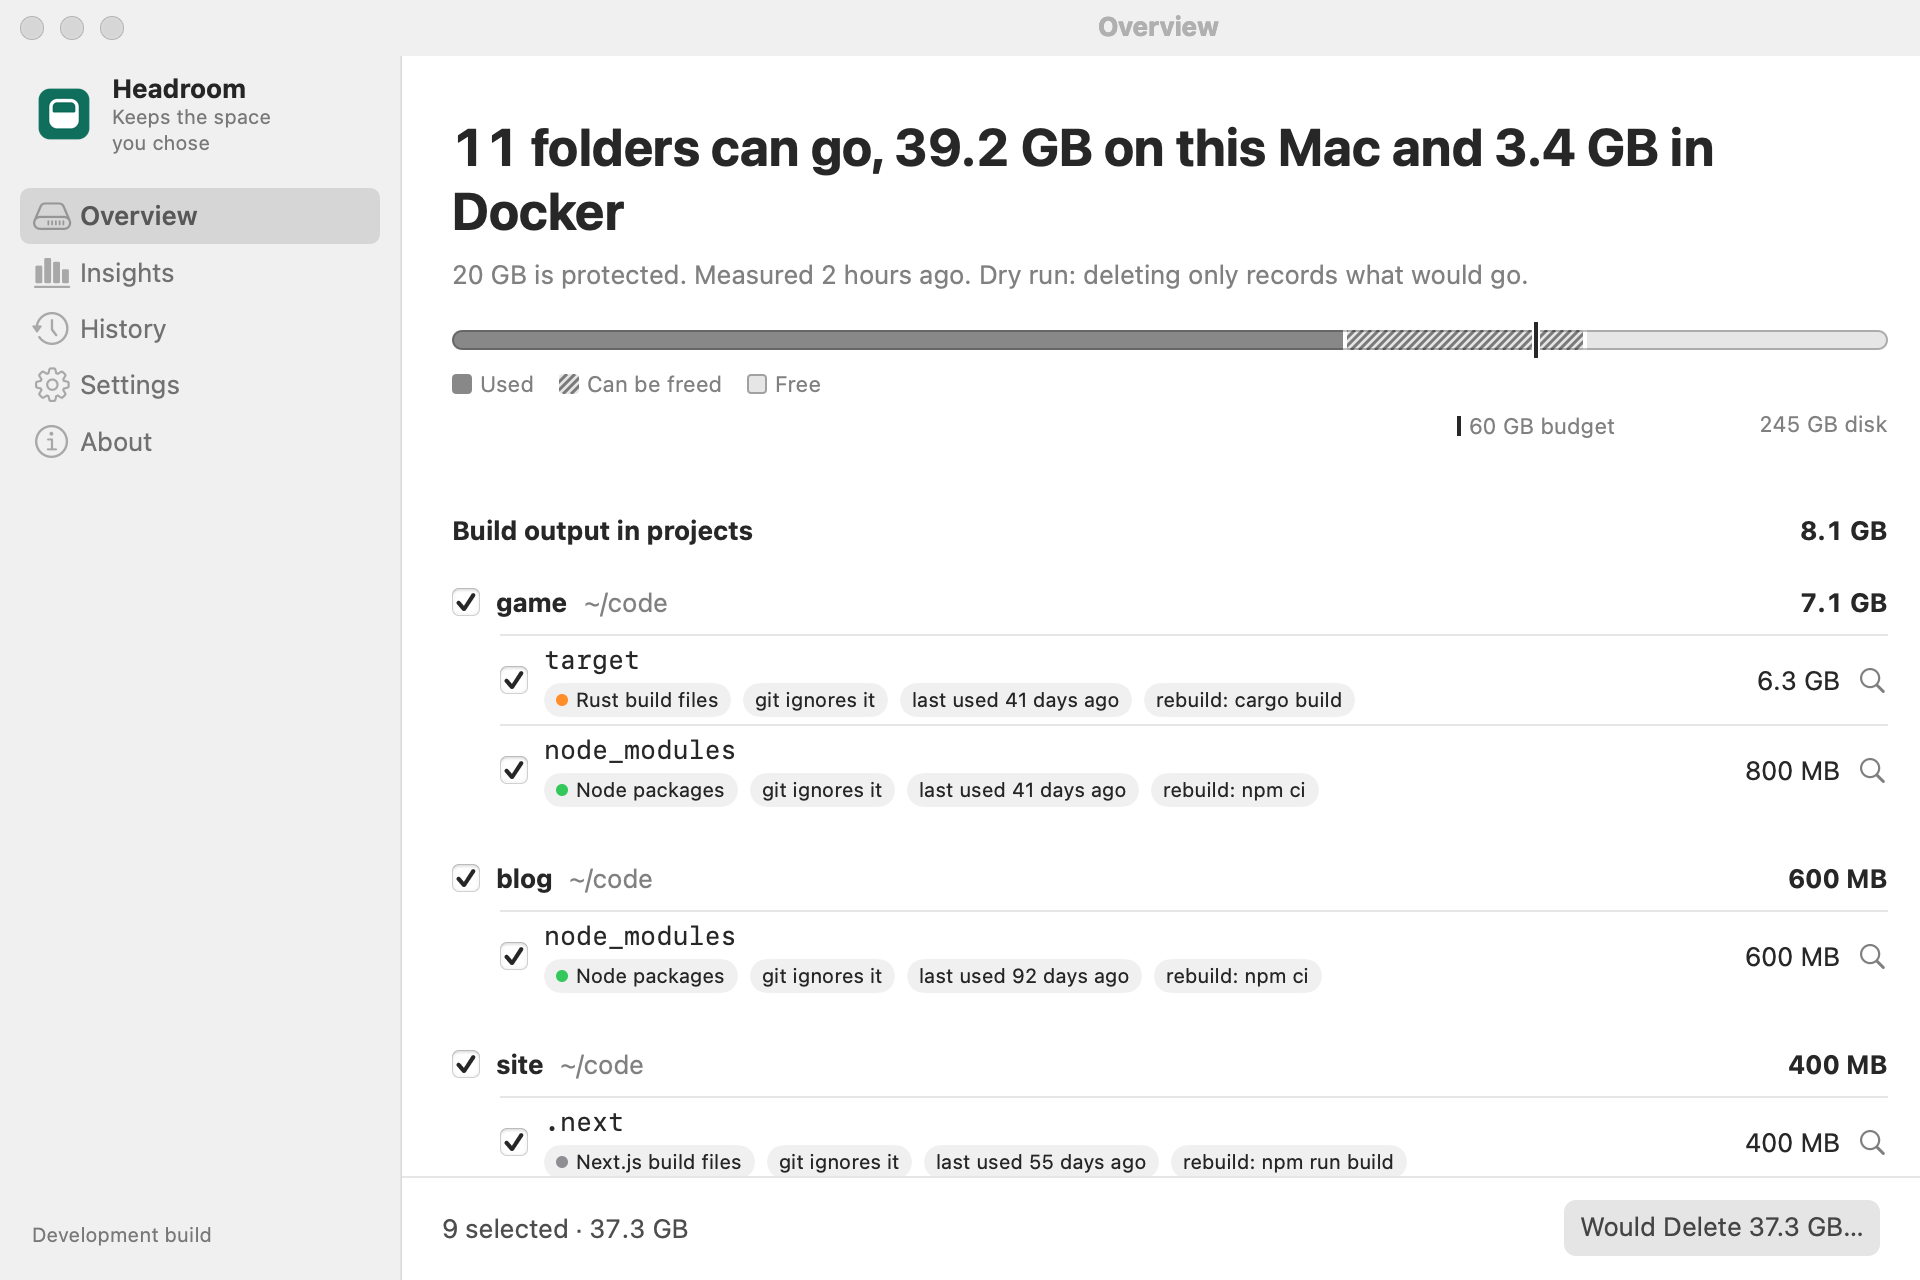 Overview
Headroom
Keeps the space
you chose
Overview
Insights
History
Settings
About
Development build
11 folders can go, 39.2 GB on this Mac and 3.4 GB in
Docker
20 GB is protected. Measured 2 hours ago. Dry run: deleting only records what would go.
Used Can be freed Free
60 GB budget 245 GB disk
Build output in projects 8.1 GB
game ~/code 7.1 GB
target
Rust build files git ignores it last used 41 days ago rebuild: cargo build 6.3 GB
node_modules
Node packages git ignores it last used 41 days ago rebuild: npm ci 800 MB
blog ~/code 600 MB
node_modules
Node packages git ignores it last used 92 days ago rebuild: npm ci 600 MB
site ~/code 400 MB
.next
Next.js build files git ignores it last used 55 days ago rebuild: npm run build 400 MB
9 selected · 37.3 GB Would Delete 37.3 GB...